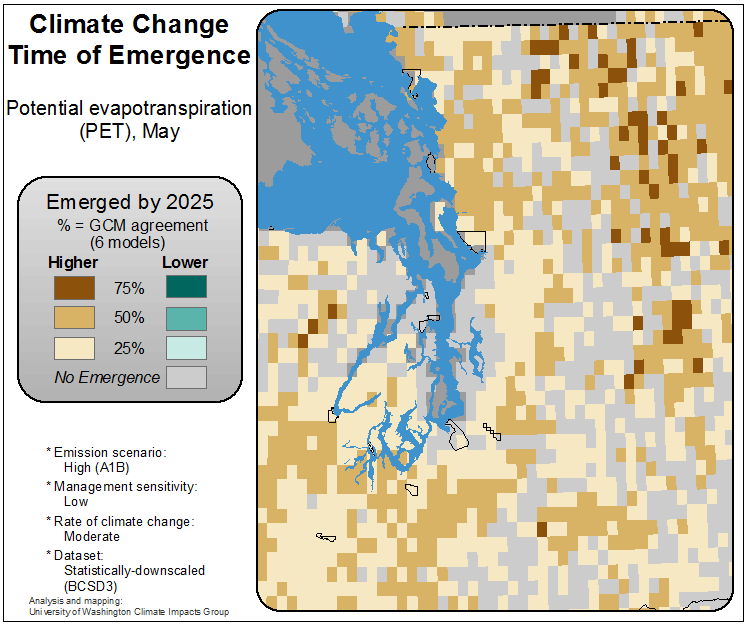 Climate Change
Time of Emergence
Potential evapotranspiration
(PET), May
Emerged by 2025
% = GCM agreement
(6 models)
Higher Lower
75%
50%
25%
No Emergence
* Emission scenario:
High (A1B)
* Management sensitivity:
Low
* Rate of climate change:
Moderate
* Dataset:
Statistically-downscaled
(BCSD3)
Analysis and mapping:
University of Washington Climate Impacts Group